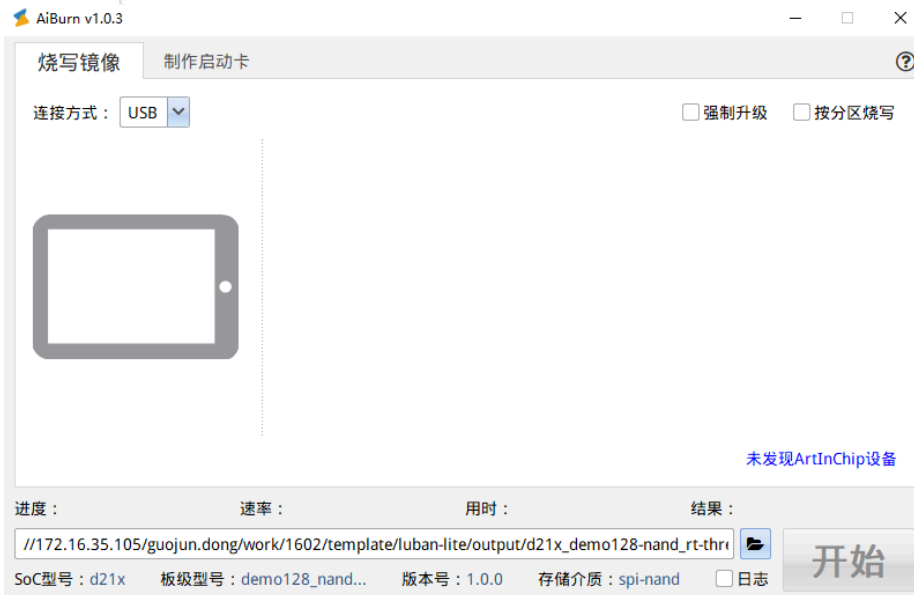 AiBurn v1.0.3
烧写镜像 制作启动卡
连接方式： USB 强制升级 按分区烧写
未发现ArtInChip设备
进度： 速率： 用时： 结果：
//172.16.35.105/guojun.dong/work/1602/template/luban-lite/output/d21x_demo128-nand_rt-thre
开始
SoC型号：d21x 板级型号：demo128_nand... 版本号：1.0.0 存储介质：spi-nand 日志